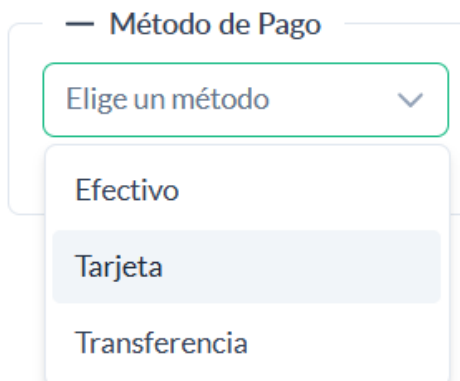 Método de Pago
Elige un método
Efectivo
Tarjeta
Transferencia